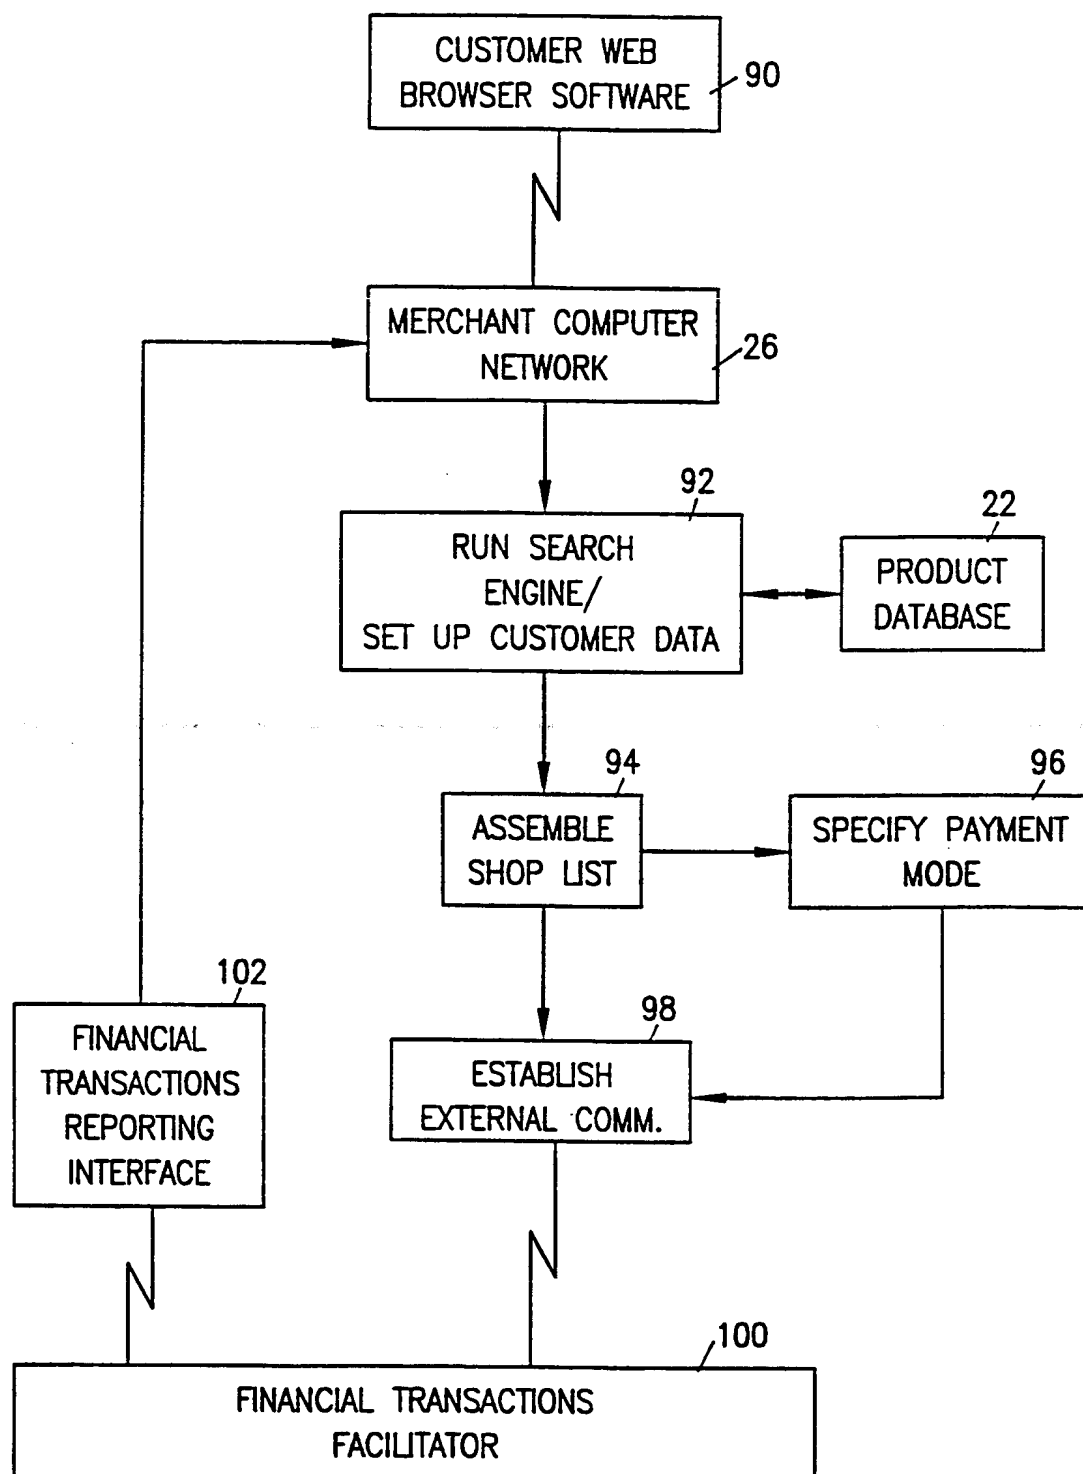 CUSTOMER WEB
BROWSER SOFTWARE
90
MERCHANT COMPUTER
NETWORK
26
92
RUN SEARCH
ENGINE/
SET UP CUSTOMER DATA
22
PRODUCT
DATABASE
94
ASSEMBLE
SHOP LIST
96
SPECIFY PAYMENT
MODE
102
FINANCIAL
TRANSACTIONS
REPORTING
INTERFACE
98
ESTABLISH
EXTERNAL COMM.
100
FINANCIAL TRANSACTIONS
FACILITATOR